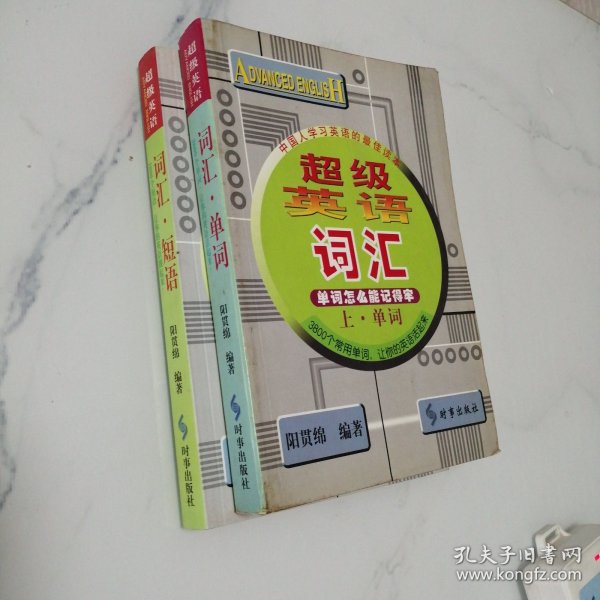 超级英语
词汇·短语
阳贯绵 编著
时事出版社
超级英语
词汇·单词
阳贯绵 编著
时事出版社
ADVANCED ENGLISH
中国人学习英语的最佳读本
超级
英语
词汇
单词怎么能记得牢
上·单词
3800个常用单词,让你的英语活起来
阳贯绵 编著
时事出版社
孔夫子旧书网
www.kongfz.com